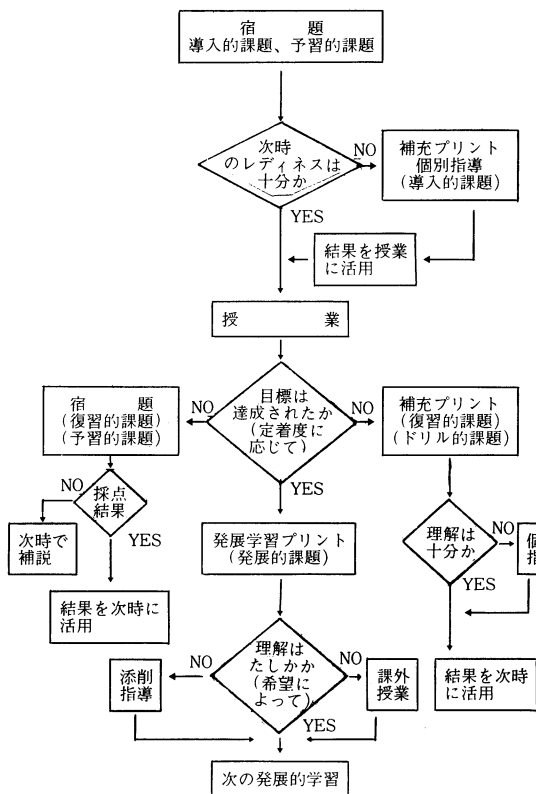 宿　　題
導入的課題、予習的課題
次時
のレディネスは
十分か
NO
補充プリント
個別指導
(導入的課題)
YES
結果を授業
に活用
授　　業
目標は
達成されたか
(定着度に
応じて)
NO
NO
YES
宿　　題
(復習的課題)
(予習的課題)
補充プリント
(復習的課題)
(ドリル的課題)
採点
結果
NO
YES
次時で
補説
結果を次時に
活用
発展学習プリント
(発展的課題)
理解は
十分か
NO
YES
個
指
結果を次時
に活用
理解は
たしかか
(希望に
よって)
NO
NO
YES
添削
指導
課外
授業
次の発展的学習